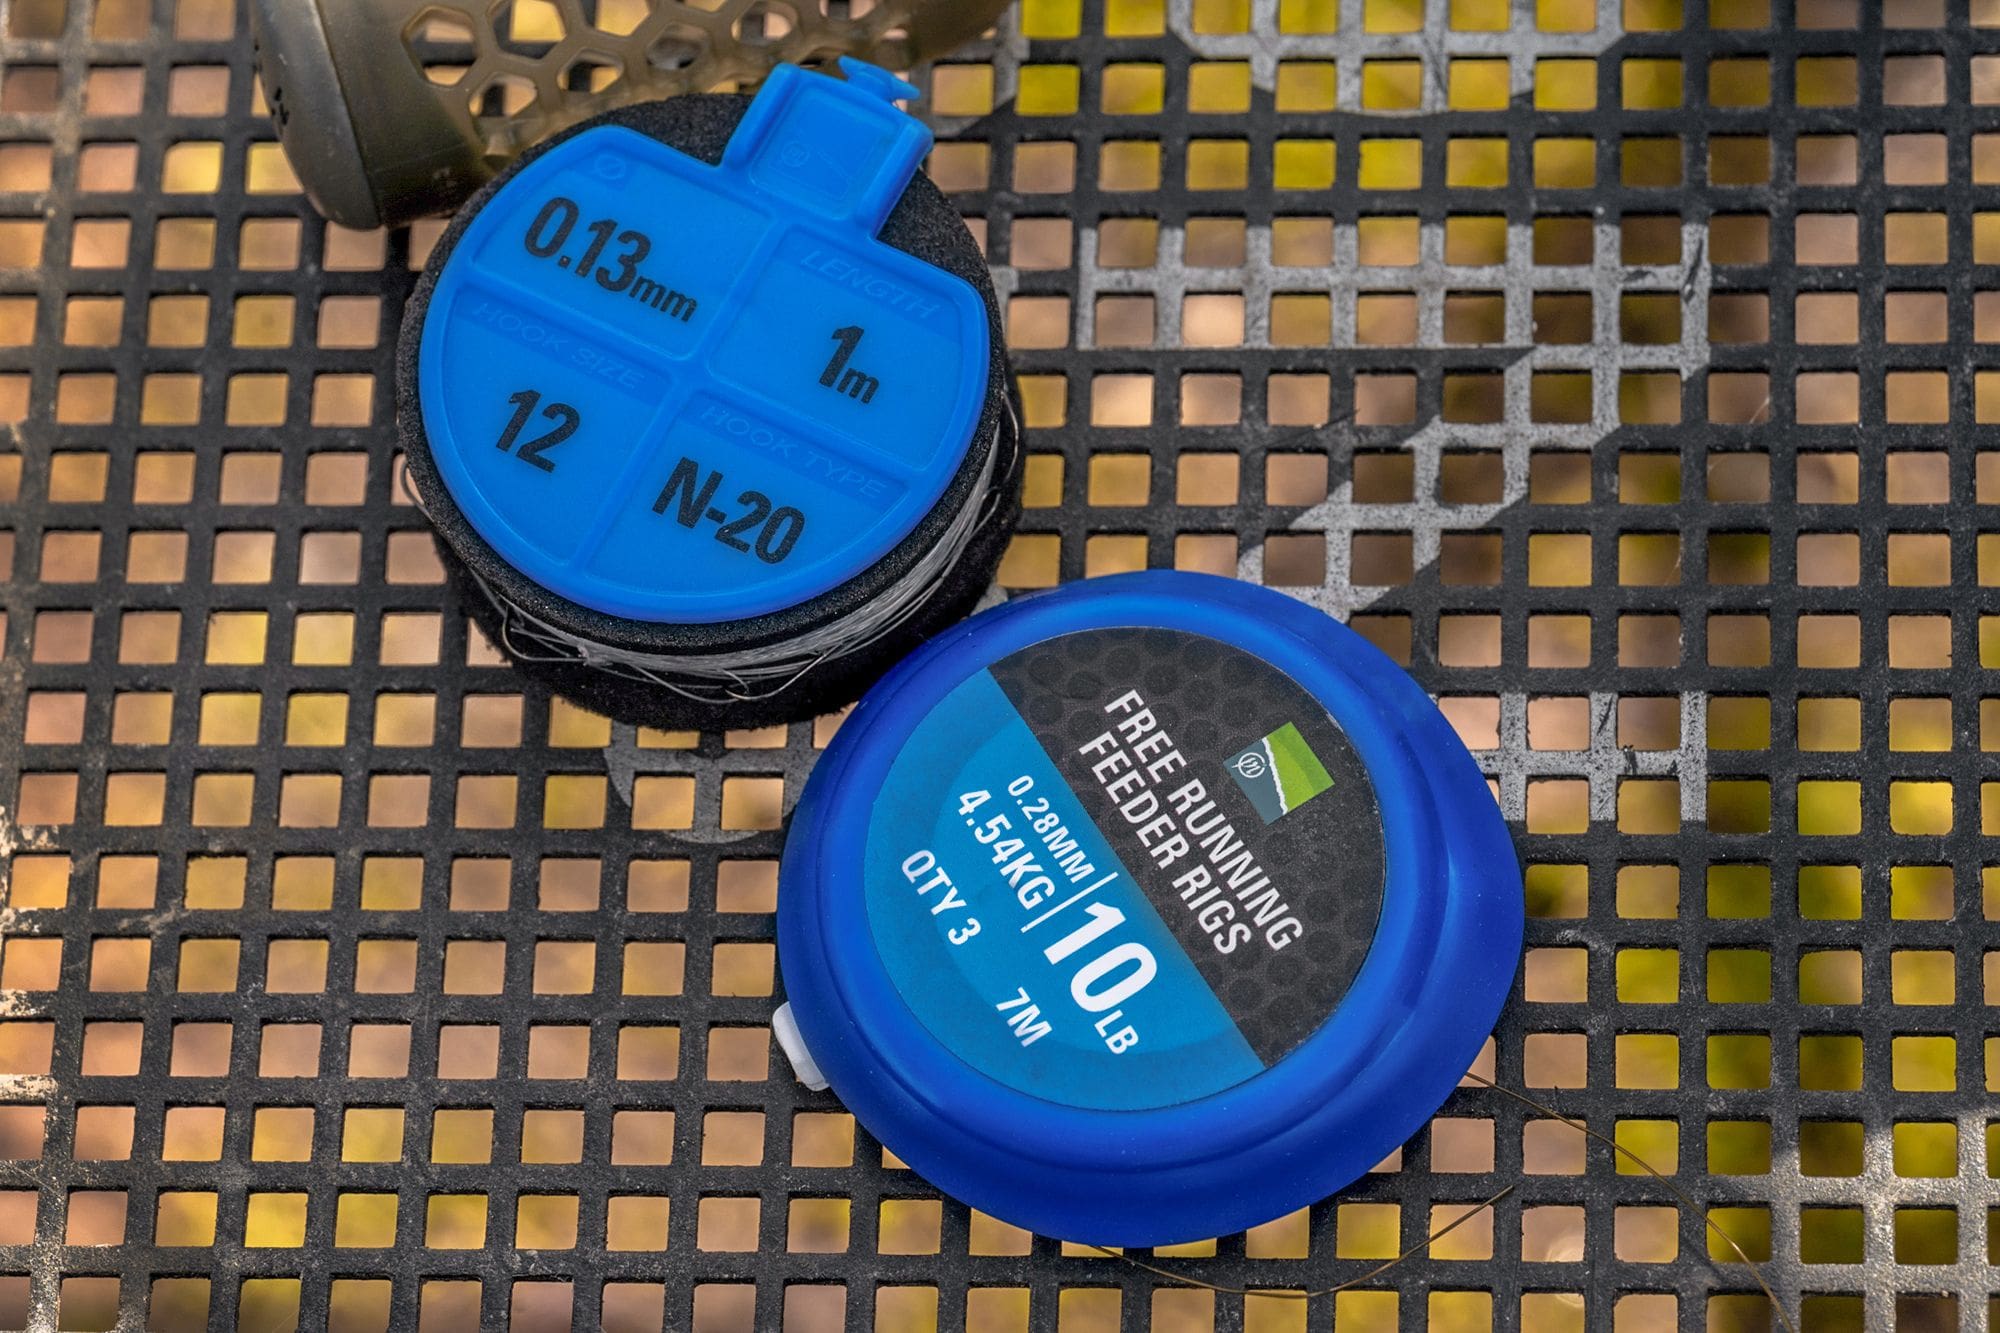 Ø
0.13mm
LENGTH
1m
HOOK SIZE
12
HOOK TYPE
N-20
FREE RUNNING
FEEDER RIGS
0.28MM
4.54KG
10LB
QTY 3
7M